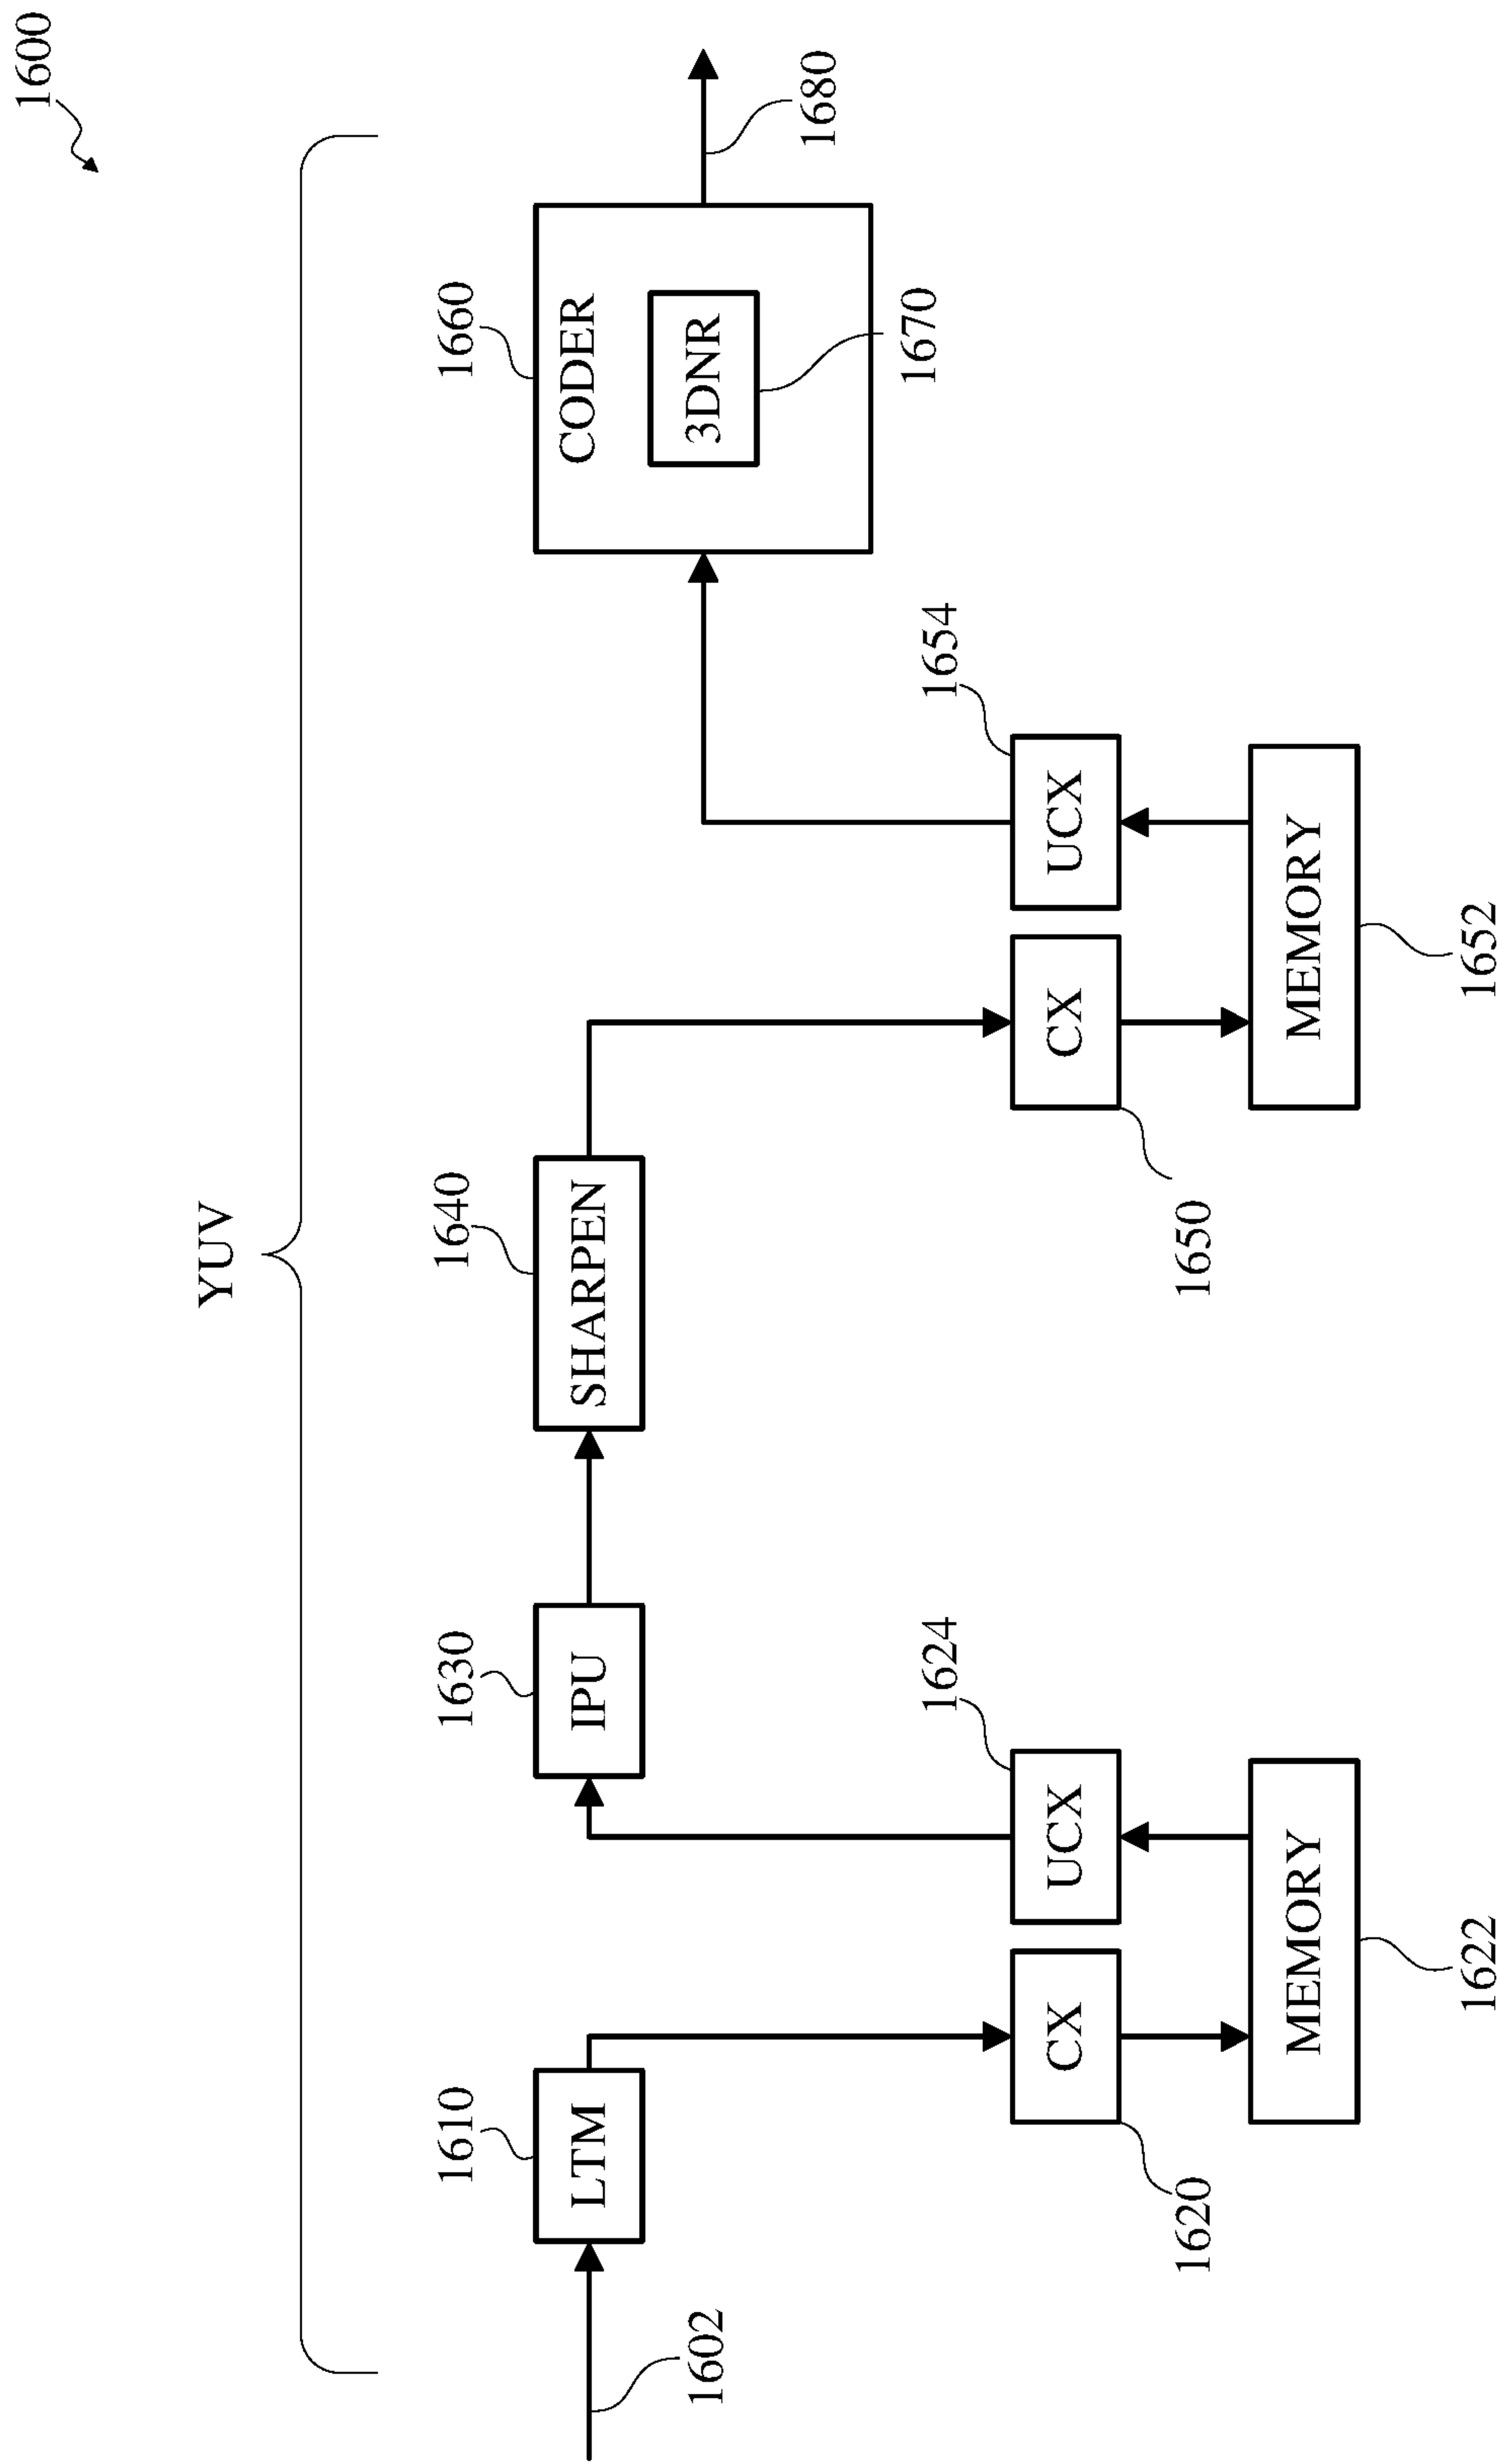 1600
YUV
1660
CODER
3DNR
1670
1680
1640
SHARPEN
1630
IPU
1610
LTM
1602
1654
UCX
CX
1650
MEMORY
1652
1624
UCX
CX
1620
MEMORY
1622